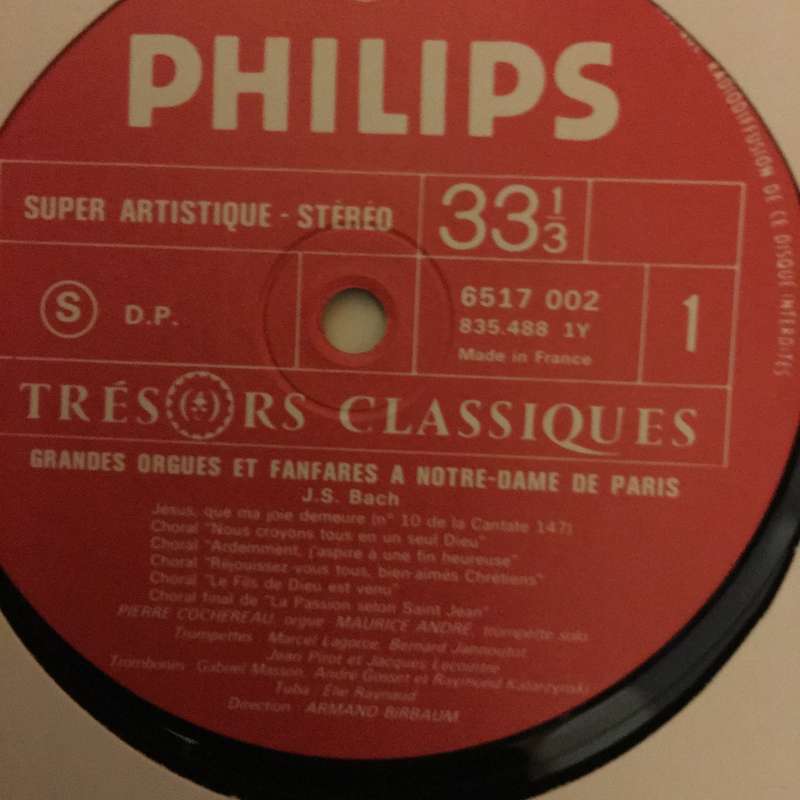 PHILIPS
RADIODIFFUSION DE CE DISQUE INTERDITES
SUPER ARTISTIQUE - STÉRÉO
33 1/3
S D.P.
6517 002
835.488 1Y
Made in France
1
TRÉSORS CLASSIQUES
GRANDES ORGUES ET FANFARES A NOTRE-DAME DE PARIS
J.S. Bach
Jésus, que ma joie demeure (n° 10 de la Cantate 147)
Choral "Nous croyons tous en un seul Dieu"
Choral "Ardemment, j'aspire à une fin heureuse"
Choral "Réjouissez-vous tous, bien-aimés Chrétiens"
Choral "Le Fils de Dieu est venu"
Choral final de "La Passion selon Saint Jean"
PIERRE COCHEREAU, orgue MAURICE ANDRÉ, trompette solo
Trompettes : Marcel Lagorce, Bernard Jeannoutot
Jean Pirot et Jacques Lecointre
Trombones : Gabriel Masson, André Gosset et Raymond Katarzynski
Tuba : Elie Raynaud
Direction : ARMAND BIRBAUM